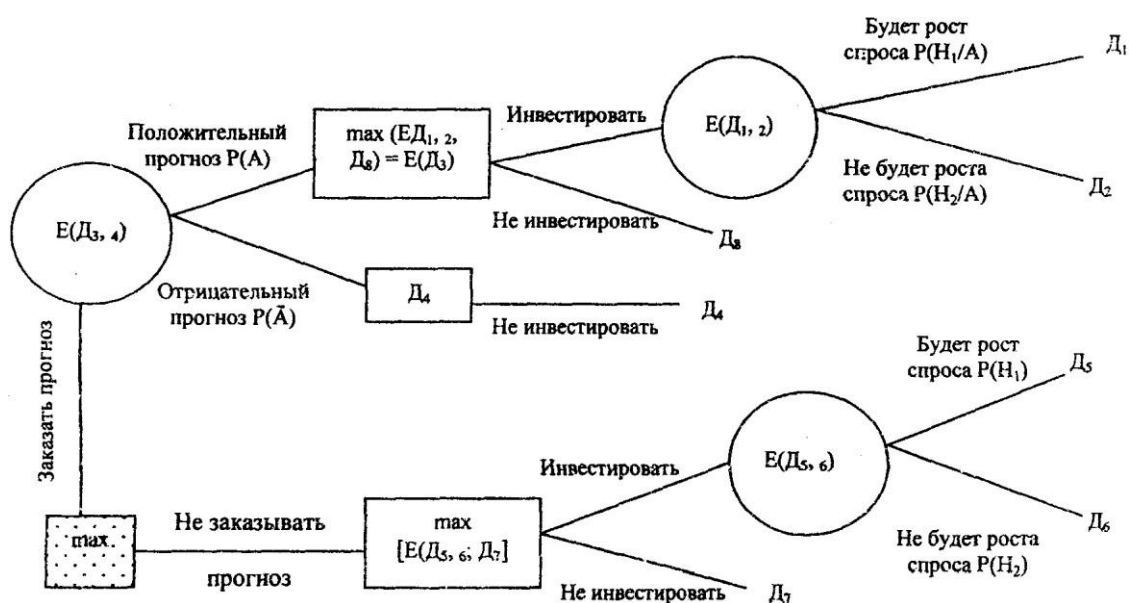 Будет рост
спроса P(H₁/A)
Д₁
Инвестировать
E(Д₁, ₂)
Положительный
прогноз P(A)
max (EД₁, ₂,
Д₈) = E(Д₃)
Не будет роста
спроса P(H₂/A)
Д₂
Не инвестировать
Д₈
E(Д₃, ₄)
Отрицательный
прогноз P(Ā)
Д₄
Не инвестировать
Д₄
Заказать прогноз
Будет рост
спроса P(H₁)
Д₅
Инвестировать
E(Д₅, ₆)
Не заказывать
прогноз
max
max
[E(Д₅, ₆; Д₇]
Д₆
Не будет роста
спроса P(H₂)
Не инвестировать
Д₇